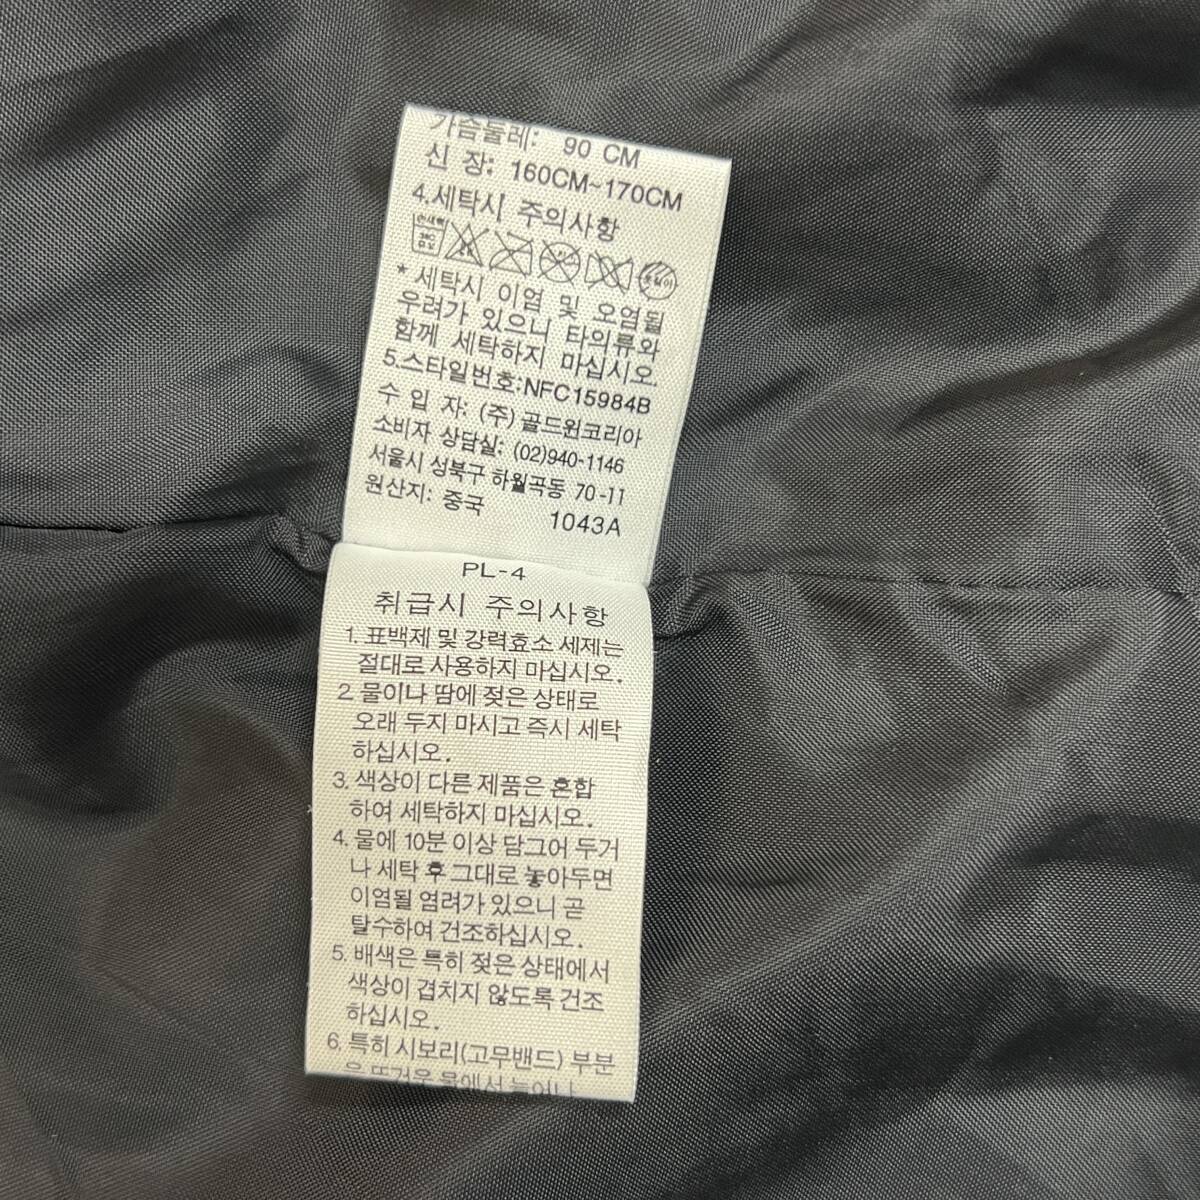 가슴둘레: 90 CM
신 장: 160CM~170CM
4.세탁시 주의사항
손세탁
* 세탁시 이염 및 오염될
우려가 있으니 타의류와
함께 세탁하지 마십시오.
5.스타일번호:NFC15984B
수 입 자: (주) 골드윈코리아
소비자 상담실: (02)940-1146
서울시 성북구 하월곡동 70-11
원산지: 중국 1043A
PL-4
취급시 주의사항
1. 표백제 및 강력효소 세제는
절대로 사용하지 마십시오.
2. 물이나 땀에 젖은 상태로
오래 두지 마시고 즉시 세탁
하십시오.
3. 색상이 다른 제품은 혼합
하여 세탁하지 마십시오.
4. 물에 10분 이상 담그어 두거
나 세탁 후 그대로 놓아두면
이염될 염려가 있으니 곧
탈수하여 건조하십시오.
5. 배색은 특히 젖은 상태에서
색상이 겹치지 않도록 건조
하십시오.
6. 특히 시보리(고무밴드) 부분
은 뜨거운 물에서 늘어나